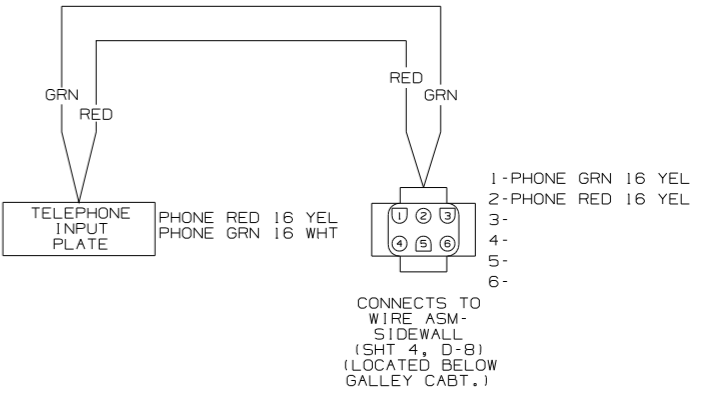 GRN
RED
RED
GRN
TELEPHONE
INPUT
PLATE
PHONE RED 16 YEL
PHONE GRN 16 WHT
1 2 3
4 5 6
1-PHONE GRN 16 YEL
2-PHONE RED 16 YEL
3-
4-
5-
6-
CONNECTS TO
WIRE ASM-
SIDEWALL
(SHT 4, D-8)
(LOCATED BELOW
GALLEY CABT.)